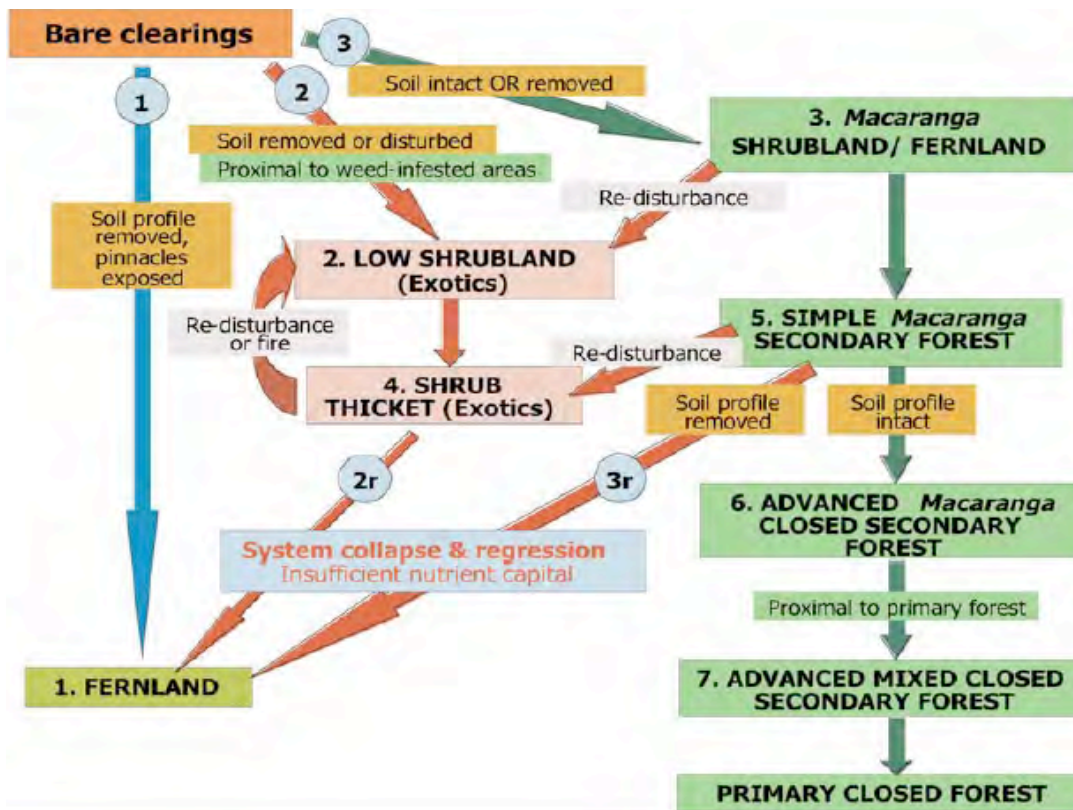 Bare clearings
3
Soil intact OR removed
1
2
Soil removed or disturbed
Proximal to weed-infested areas
3. Macaranga
SHRUBLAND/ FERNLAND
Re-disturbance
Soil profile
removed,
pinnacles
exposed
2. LOW SHRUBLAND
(Exotics)
Re-disturbance
or fire
5. SIMPLE Macaranga
SECONDARY FOREST
Re-disturbance
4. SHRUB
THICKET (Exotics)
Soil profile
removed
Soil profile
intact
2r
3r
6. ADVANCED Macaranga
CLOSED SECONDARY
FOREST
System collapse & regression
Insufficient nutrient capital
Proximal to primary forest
1. FERNLAND
7. ADVANCED MIXED CLOSED
SECONDARY FOREST
PRIMARY CLOSED FOREST